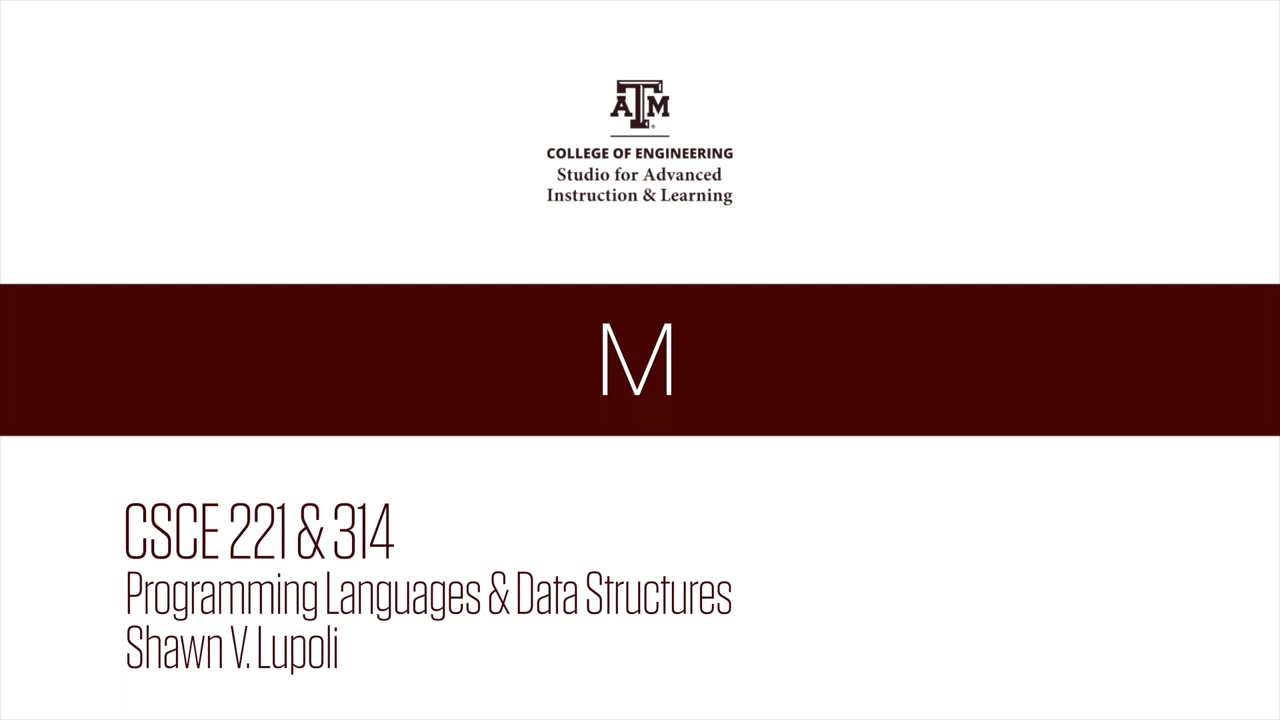 ATM
COLLEGE OF ENGINEERING
Studio for Advanced
Instruction & Learning
M
CSCE 221 & 314
Programming Languages & Data Structures
Shawn V. Lupoli